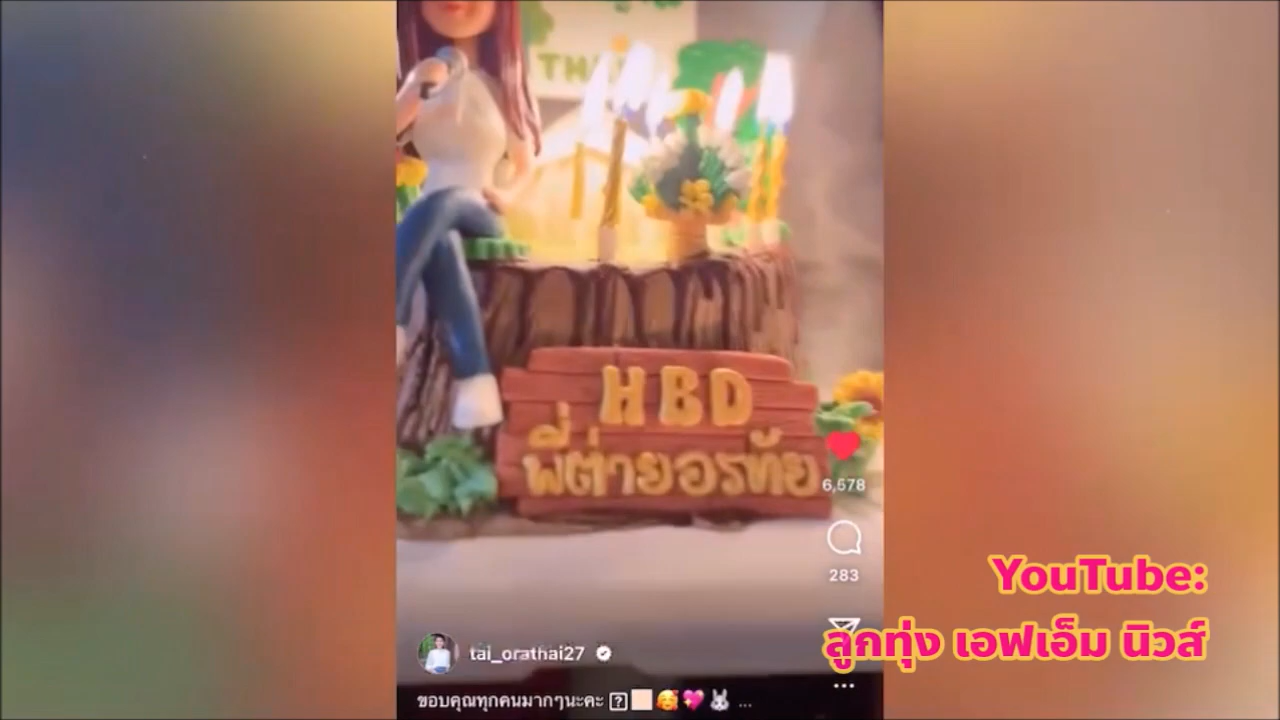 HBD
พี่ต่ายอรทัย
6,578
283
tai_orathai27
ขอบคุณทุกคนมากๆนะคะ ...
YouTube:
ลูกทุ่ง เอฟเอ็ม นิวส์